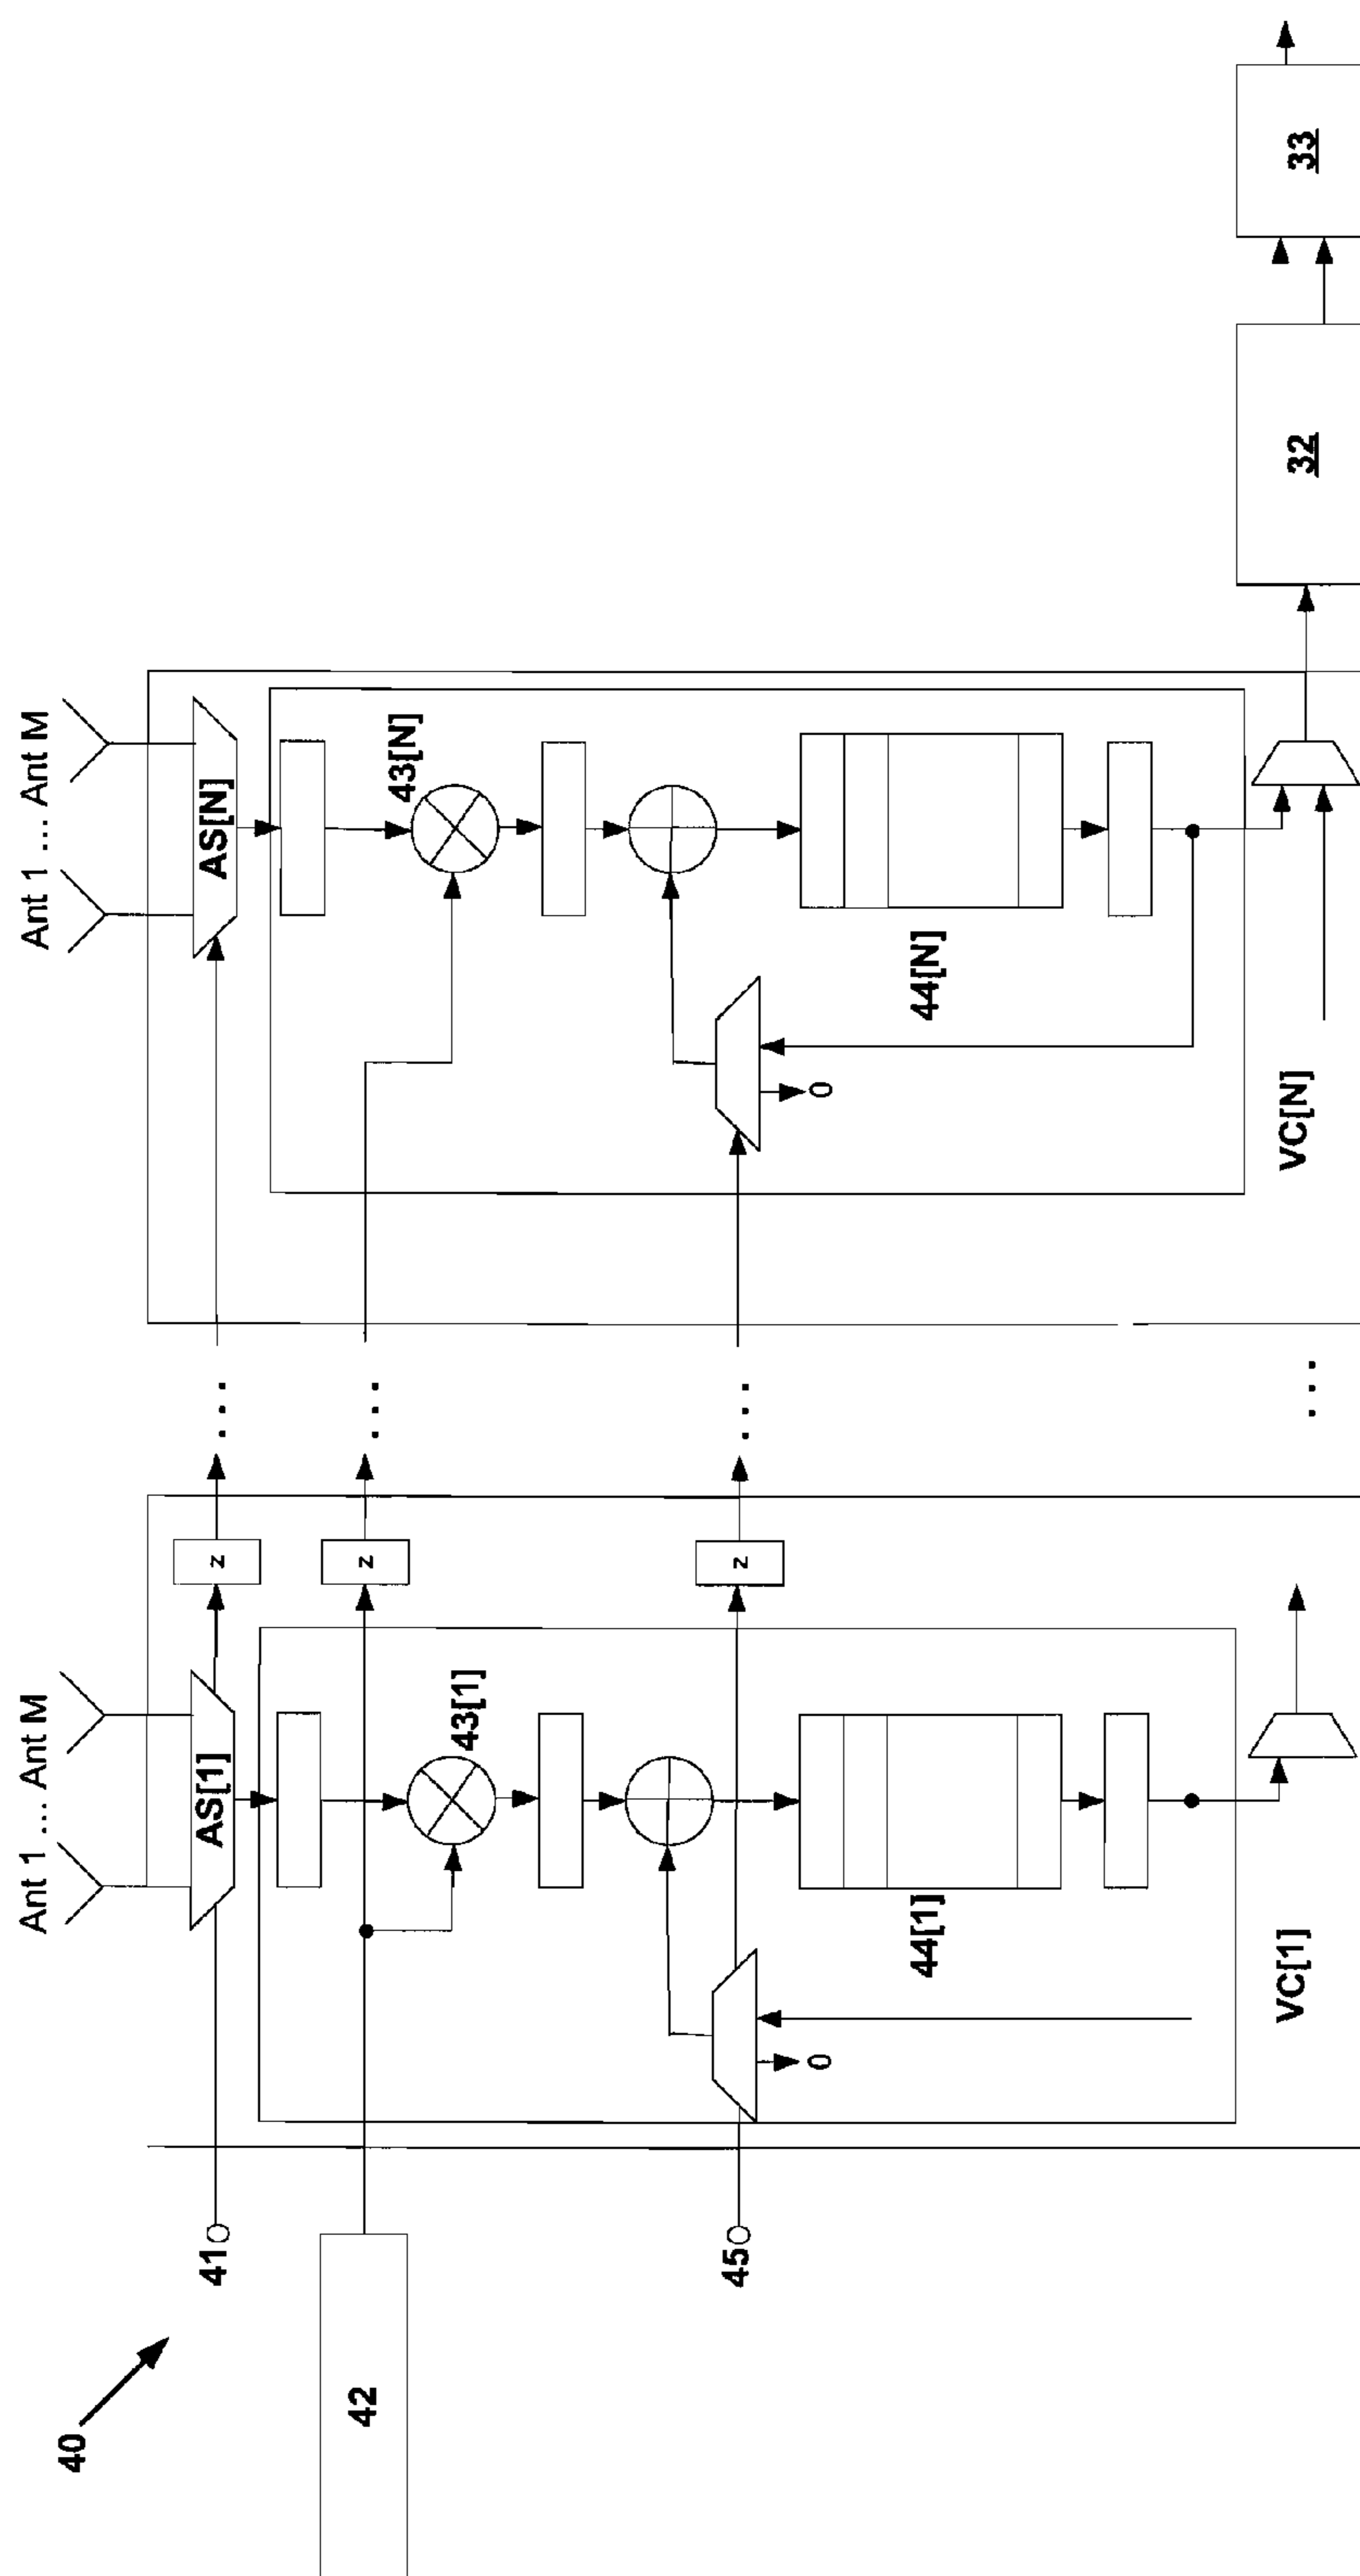 40
41
42
45
Ant 1 ... Ant M
AS[1]
z
z
z
43[1]
0
44[1]
VC[1]
...
...
...
...
Ant 1 ... Ant M
AS[N]
43[N]
0
44[N]
VC[N]
32
33